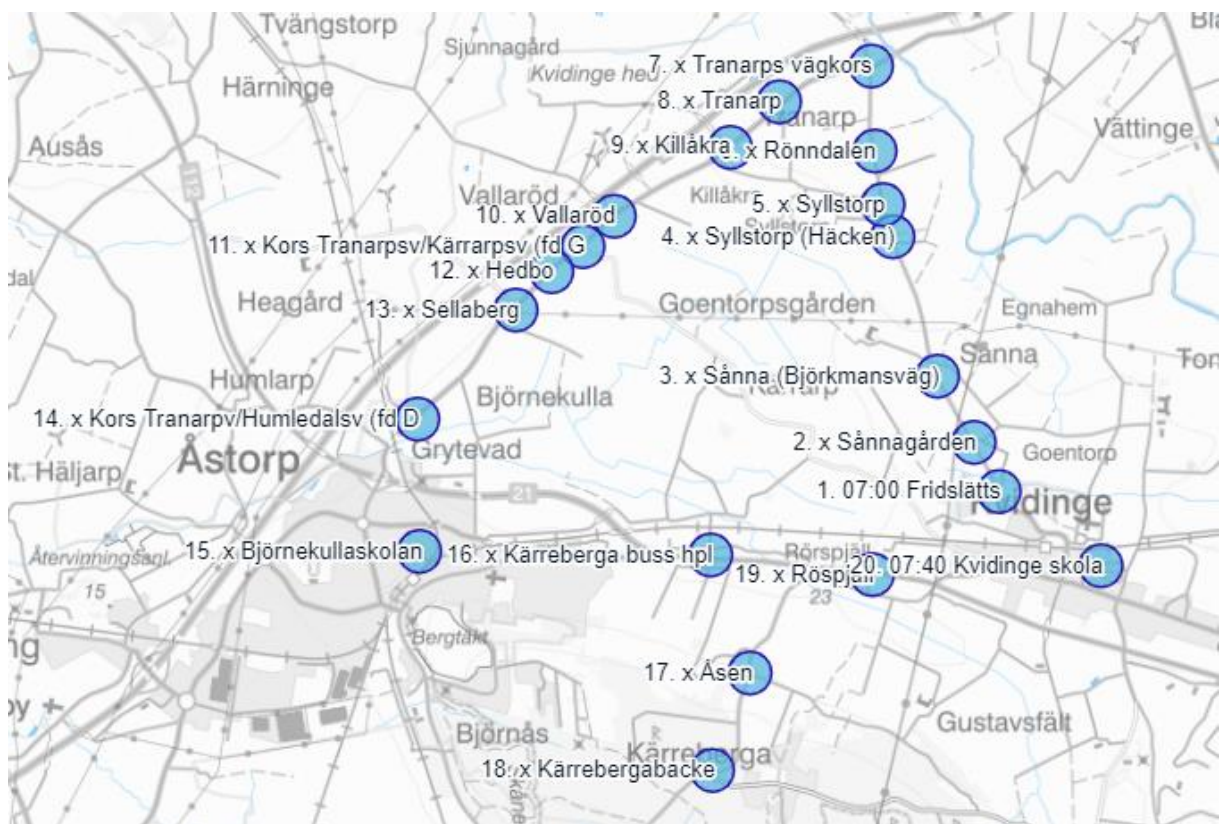 Tvängstorp
Sjunnagård
Härninge
Ausås
112
7. x Tranarps vägkors
8. x Tranarp
9. x Killåkra
x Rönndalen
Vättinge
Vallaröd
Killåkra
10. x Vallaröd
5. x Syllstorp
4. x Syllstorp (Häcken)
11. x Kors Tranarpsv/Kärrarpsv (fd G
12. x Hedbo
Heagård
13. x Sellaberg
Goentorpsgården
Egnahem
Sånna
3. x Sånna (Björkmansväg)
Humlarp
Björnekulla
14. x Kors Tranarpv/Humledalsv (fd D
Grytevad
2. x Sånnagården
Goentorp
Åstorp
St. Häljarp
21
1. 07:00 Fridslätts
Kvidinge
Återvinningsanl.
15
15. x Björnekullaskolan
16. x Kärreberga buss hpl
Rörspjäll
19. x Röspjäll
20. 07:40 Kvidinge skola
23
Bergtäkt
17. x Åsen
Björnås
Kärreberga
Gustavsfält
18. x Kärrebergabacke